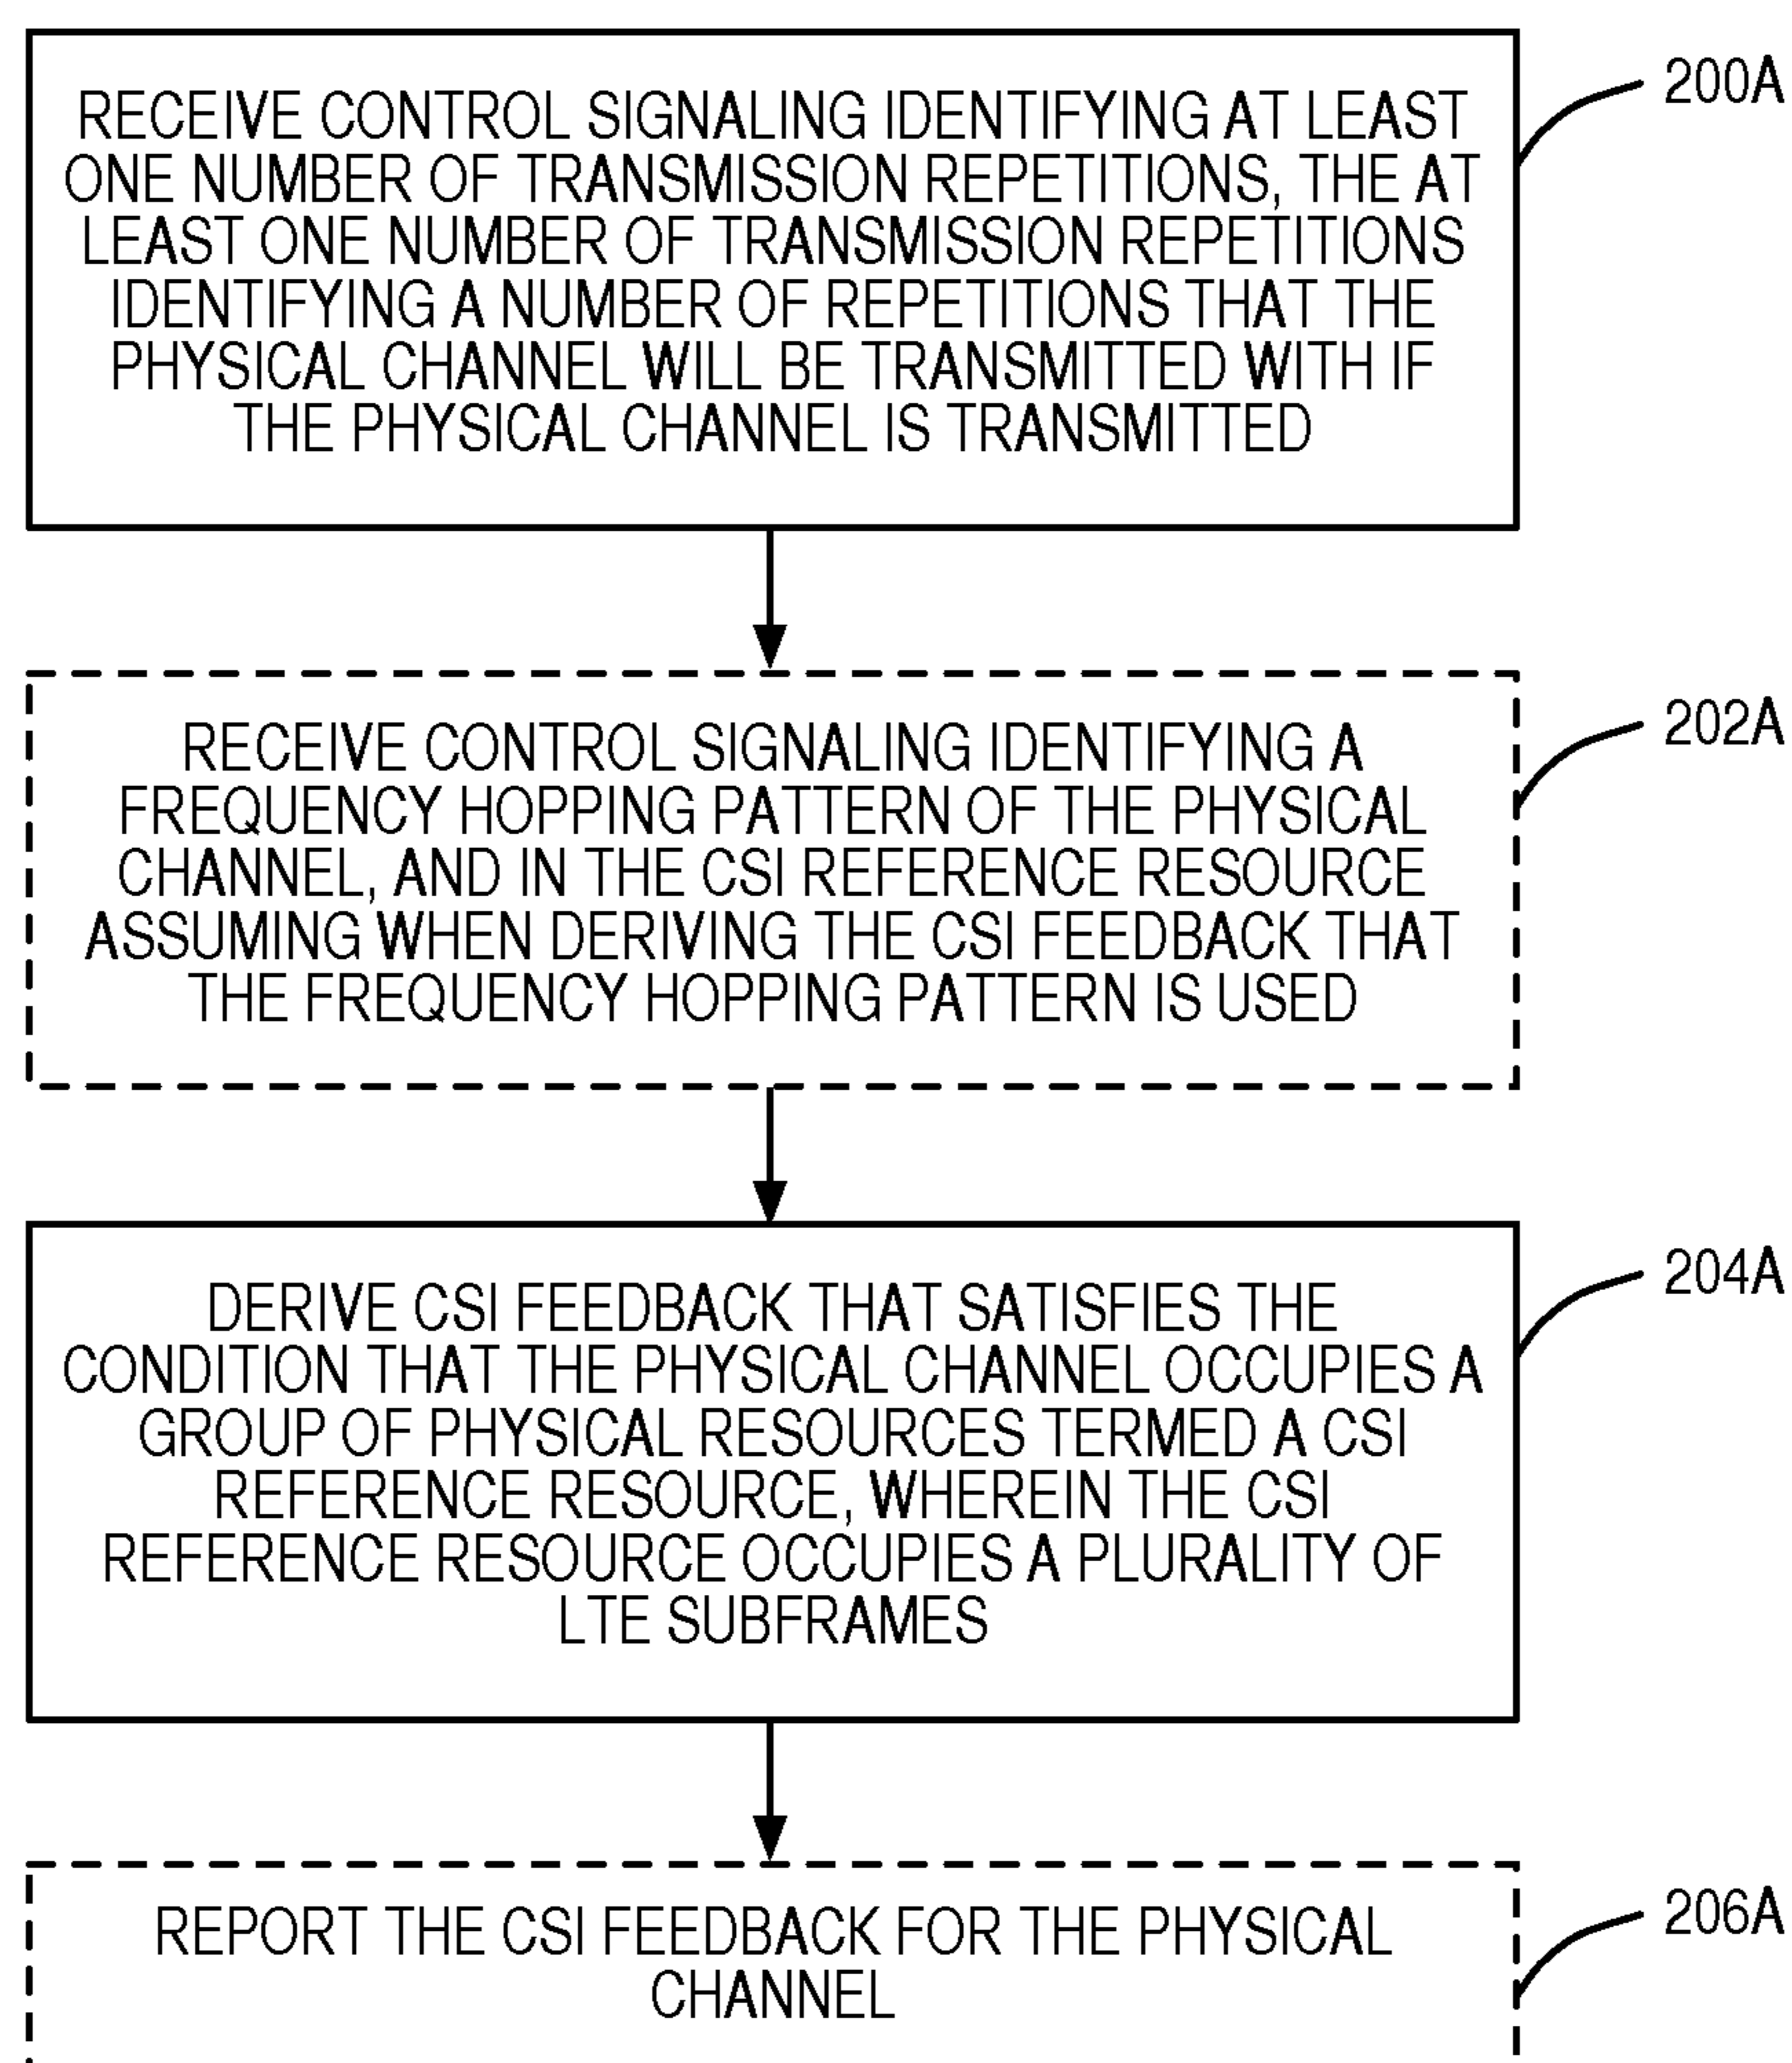 RECEIVE CONTROL SIGNALING IDENTIFYING AT LEAST
ONE NUMBER OF TRANSMISSION REPETITIONS, THE AT
LEAST ONE NUMBER OF TRANSMISSION REPETITIONS
IDENTIFYING A NUMBER OF REPETITIONS THAT THE
PHYSICAL CHANNEL WILL BE TRANSMITTED WITH IF
THE PHYSICAL CHANNEL IS TRANSMITTED
200A
RECEIVE CONTROL SIGNALING IDENTIFYING A
FREQUENCY HOPPING PATTERN OF THE PHYSICAL
CHANNEL, AND IN THE CSI REFERENCE RESOURCE
ASSUMING WHEN DERIVING THE CSI FEEDBACK THAT
THE FREQUENCY HOPPING PATTERN IS USED
202A
DERIVE CSI FEEDBACK THAT SATISFIES THE
CONDITION THAT THE PHYSICAL CHANNEL OCCUPIES A
GROUP OF PHYSICAL RESOURCES TERMED A CSI
REFERENCE RESOURCE, WHEREIN THE CSI
REFERENCE RESOURCE OCCUPIES A PLURALITY OF
LTE SUBFRAMES
204A
REPORT THE CSI FEEDBACK FOR THE PHYSICAL
CHANNEL
206A